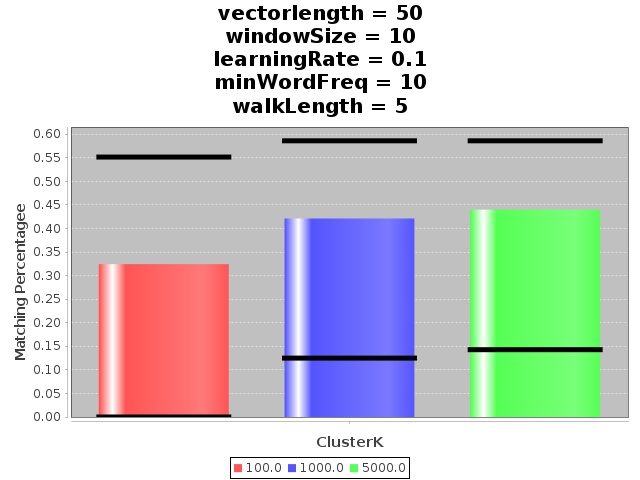 vectorlength = 50
windowSize = 10
learningRate = 0.1
minWordFreq = 10
walkLength = 5
0.60
0.55
0.50
0.45
0.40
0.35
0.30
0.25
0.20
0.15
0.10
0.05
0.00
Matching Percentagee
ClusterK
100.0 1000.0 5000.0